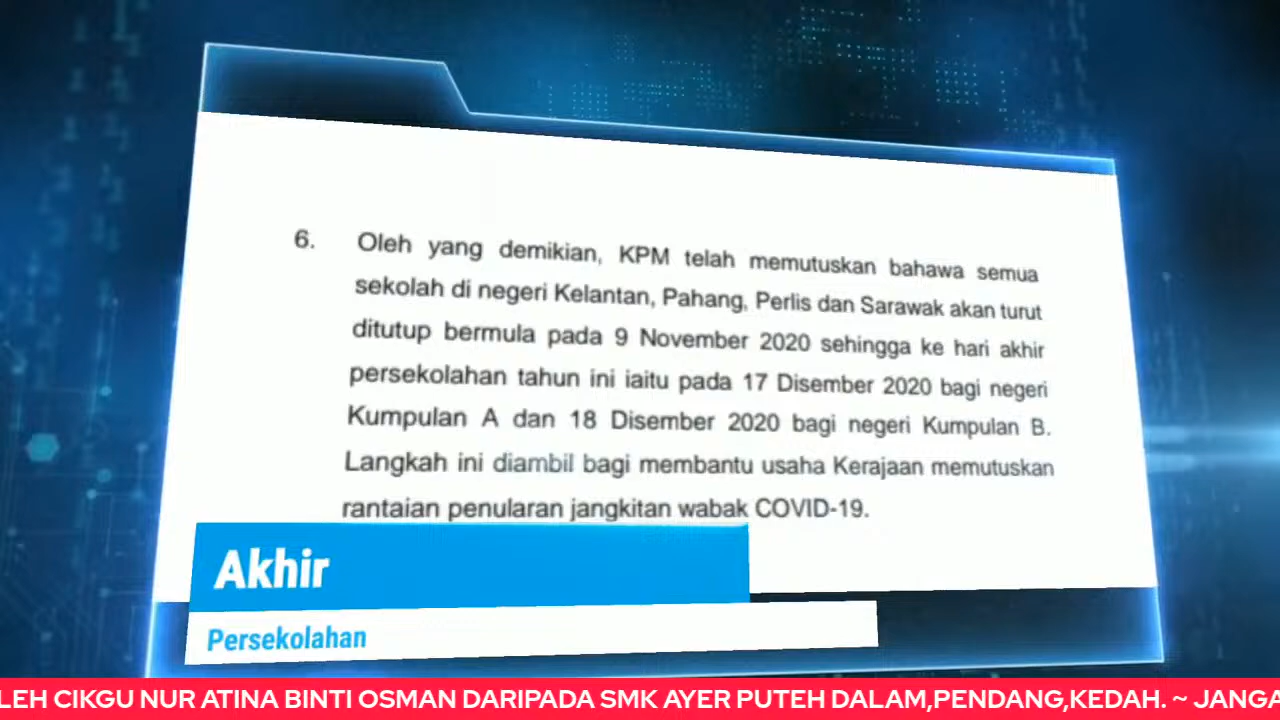 6. Oleh yang demikian, KPM telah memutuskan bahawa semua
sekolah di negeri Kelantan, Pahang, Perlis dan Sarawak akan turut
ditutup bermula pada 9 November 2020 sehingga ke hari akhir
persekolahan tahun ini iaitu pada 17 Disember 2020 bagi negeri
Kumpulan A dan 18 Disember 2020 bagi negeri Kumpulan B.
Langkah ini diambil bagi membantu usaha Kerajaan memutuskan
rantaian penularan jangkitan wabak COVID-19.
Akhir
Persekolahan
LEH CIKGU NUR ATINA BINTI OSMAN DARIPADA SMK AYER PUTEH DALAM,PENDANG,KEDAH. ~ JANGA